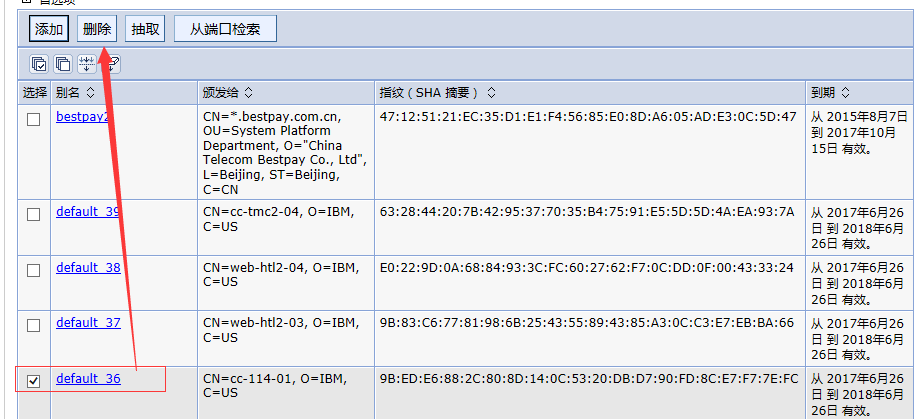 首选项
添加 删除 抽取 从端口检索
选择 别名 颁发给 指纹 ( SHA 摘要 ) 到期
bestpay2 CN=*.bestpay.com.cn, 47:12:51:21:EC:35:D1:E1:F4:56:85:E0:8D:A6:05:AD:E3:0C:5D:47 从 2015年8月7日
OU=System Platform 到 2017年10月
Department, O="China 15日 有效。
Telecom Bestpay Co., Ltd",
L=Beijing, ST=Beijing,
C=CN
default_39 CN=cc-tmc2-04, O=IBM, 63:28:44:20:7B:42:95:37:70:35:B4:75:91:E5:5D:5D:4A:EA:93:7A 从 2017年6月26
C=US 日 到 2018年6月
26日 有效。
default_38 CN=web-htl2-04, O=IBM, E0:22:9D:0A:68:84:93:3C:FC:60:27:62:F7:0C:DD:0F:00:43:33:24 从 2017年6月26
C=US 日 到 2018年6月
26日 有效。
default_37 CN=web-htl2-03, O=IBM, 9B:83:C6:77:81:98:6B:25:43:55:89:43:85:A3:0C:C3:E7:EB:BA:66 从 2017年6月26
C=US 日 到 2018年6月
26日 有效。
default_36 CN=cc-114-01, O=IBM, 9B:ED:E6:88:2C:80:8D:14:0C:53:20:DB:D7:90:FD:8C:E7:F7:7E:FC 从 2017年6月26
C=US 日 到 2018年6月
26日 有效。